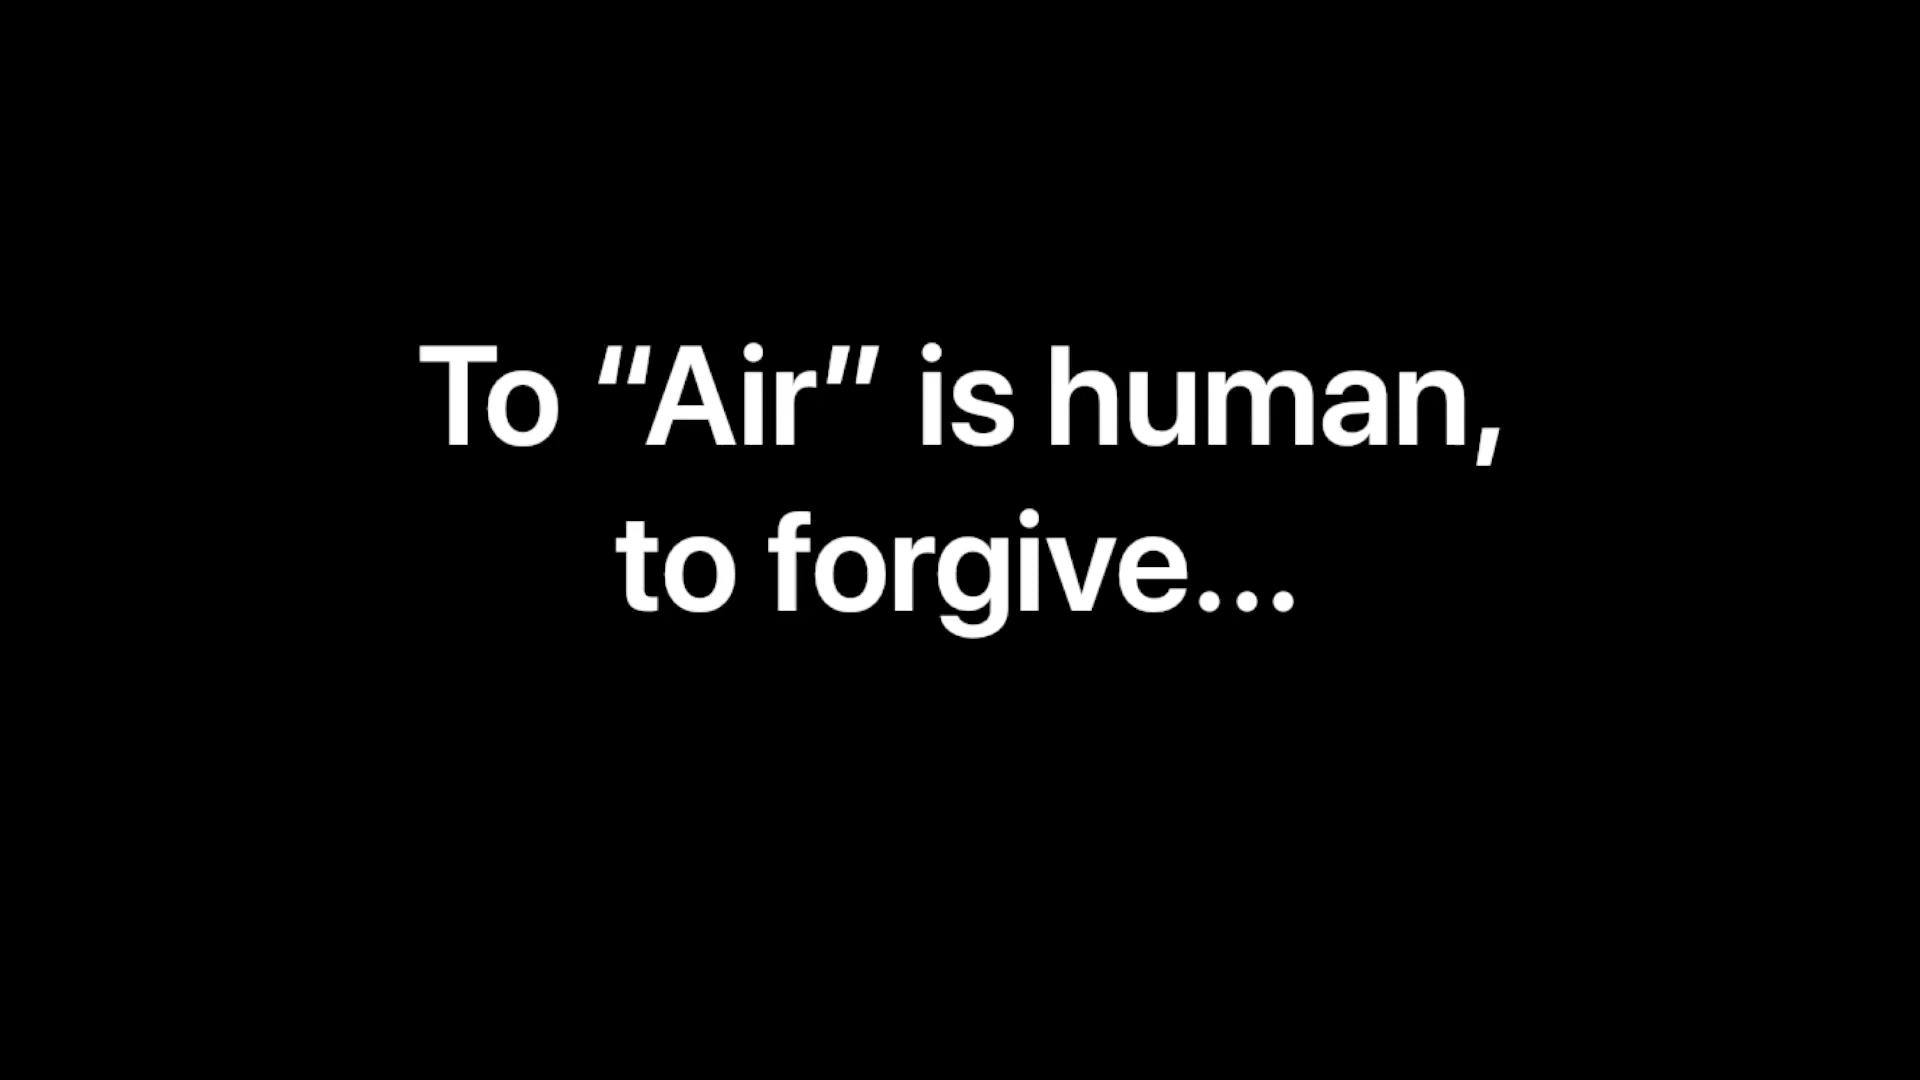 To “Air” is human,
to forgive...